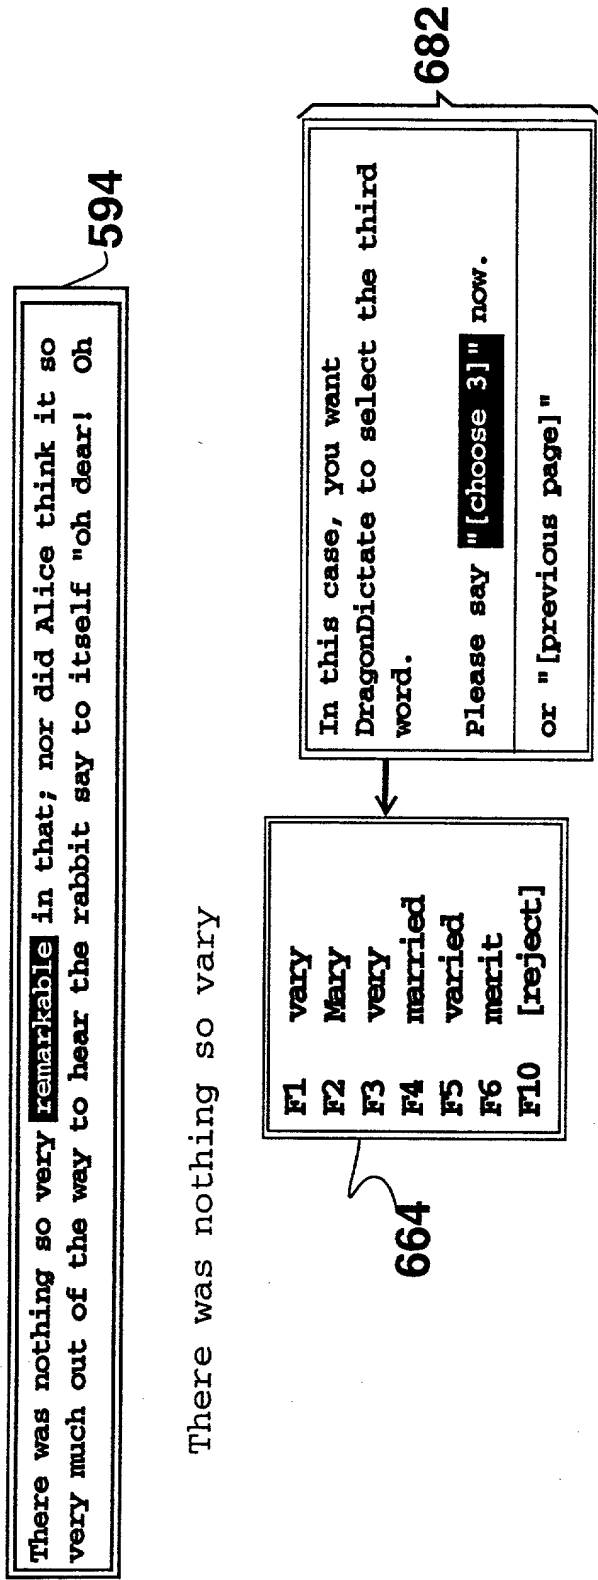 There was nothing so very remarkable in that; nor did Alice think it so
very much out of the way to hear the rabbit say to itself "oh dear! Oh
594
There was nothing so vary
664
F1 vary
F2 Mary
F3 very
F4 married
F5 varied
F6 merit
F10 [reject]
In this case, you want
DragonDictate to select the third
word.
Please say "[choose 3]" now.
or "[previous page]"
682